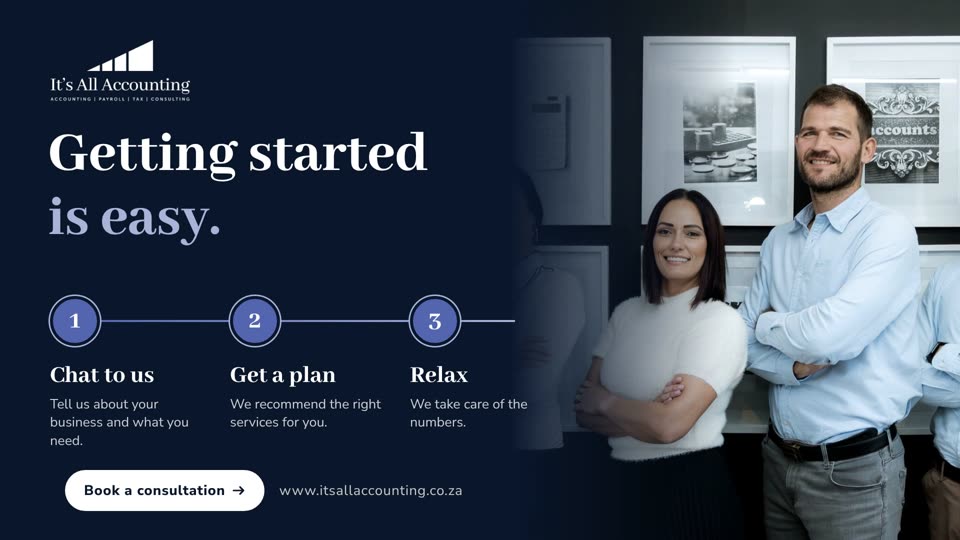 It's All Accounting
ACCOUNTING | PAYROLL | TAX | CONSULTING
Getting started
is easy.
1
2
3
Chat to us
Get a plan
Relax
Tell us about your
business and what you
need.
We recommend the right
services for you.
We take care of the
numbers.
Book a consultation →
www.itsallaccounting.co.za
accounts